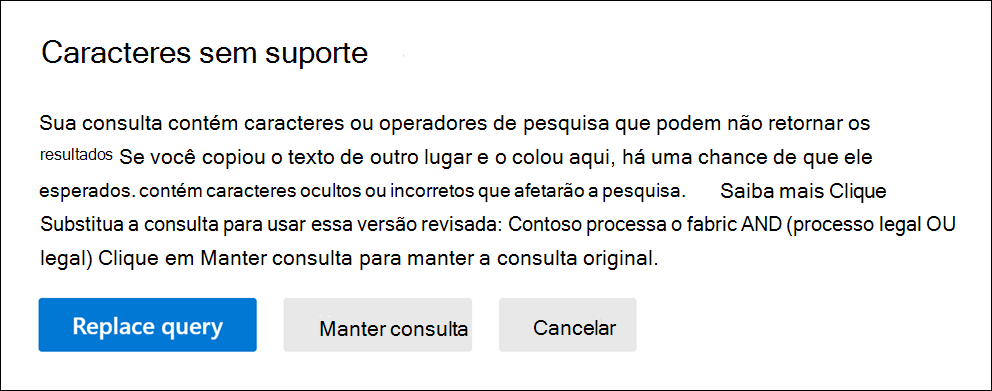 Caracteres sem suporte
Sua consulta contém caracteres ou operadores de pesquisa que podem não retornar os
resultados Se você copiou o texto de outro lugar e o colou aqui, há uma chance de que ele
esperados. contém caracteres ocultos ou incorretos que afetarão a pesquisa. Saiba mais Clique
Substitua a consulta para usar essa versão revisada: Contoso processa o fabric AND (processo legal OU
legal) Clique em Manter consulta para manter a consulta original.
Replace query Manter consulta Cancelar